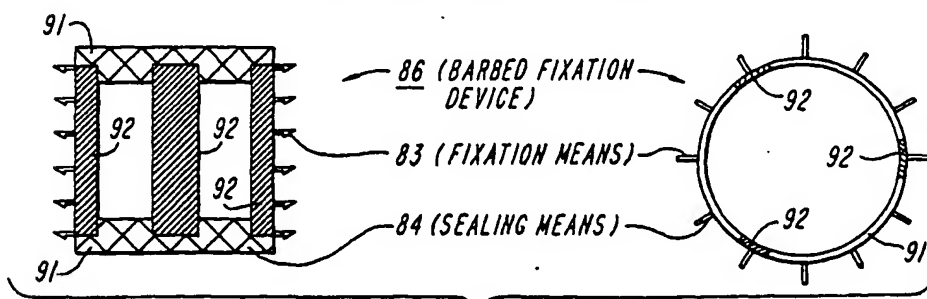 91
86 (BARBED FIXATION
DEVICE)
92
92
92
92
92
92
83 (FIXATION MEANS)
84 (SEALING MEANS)
91
91